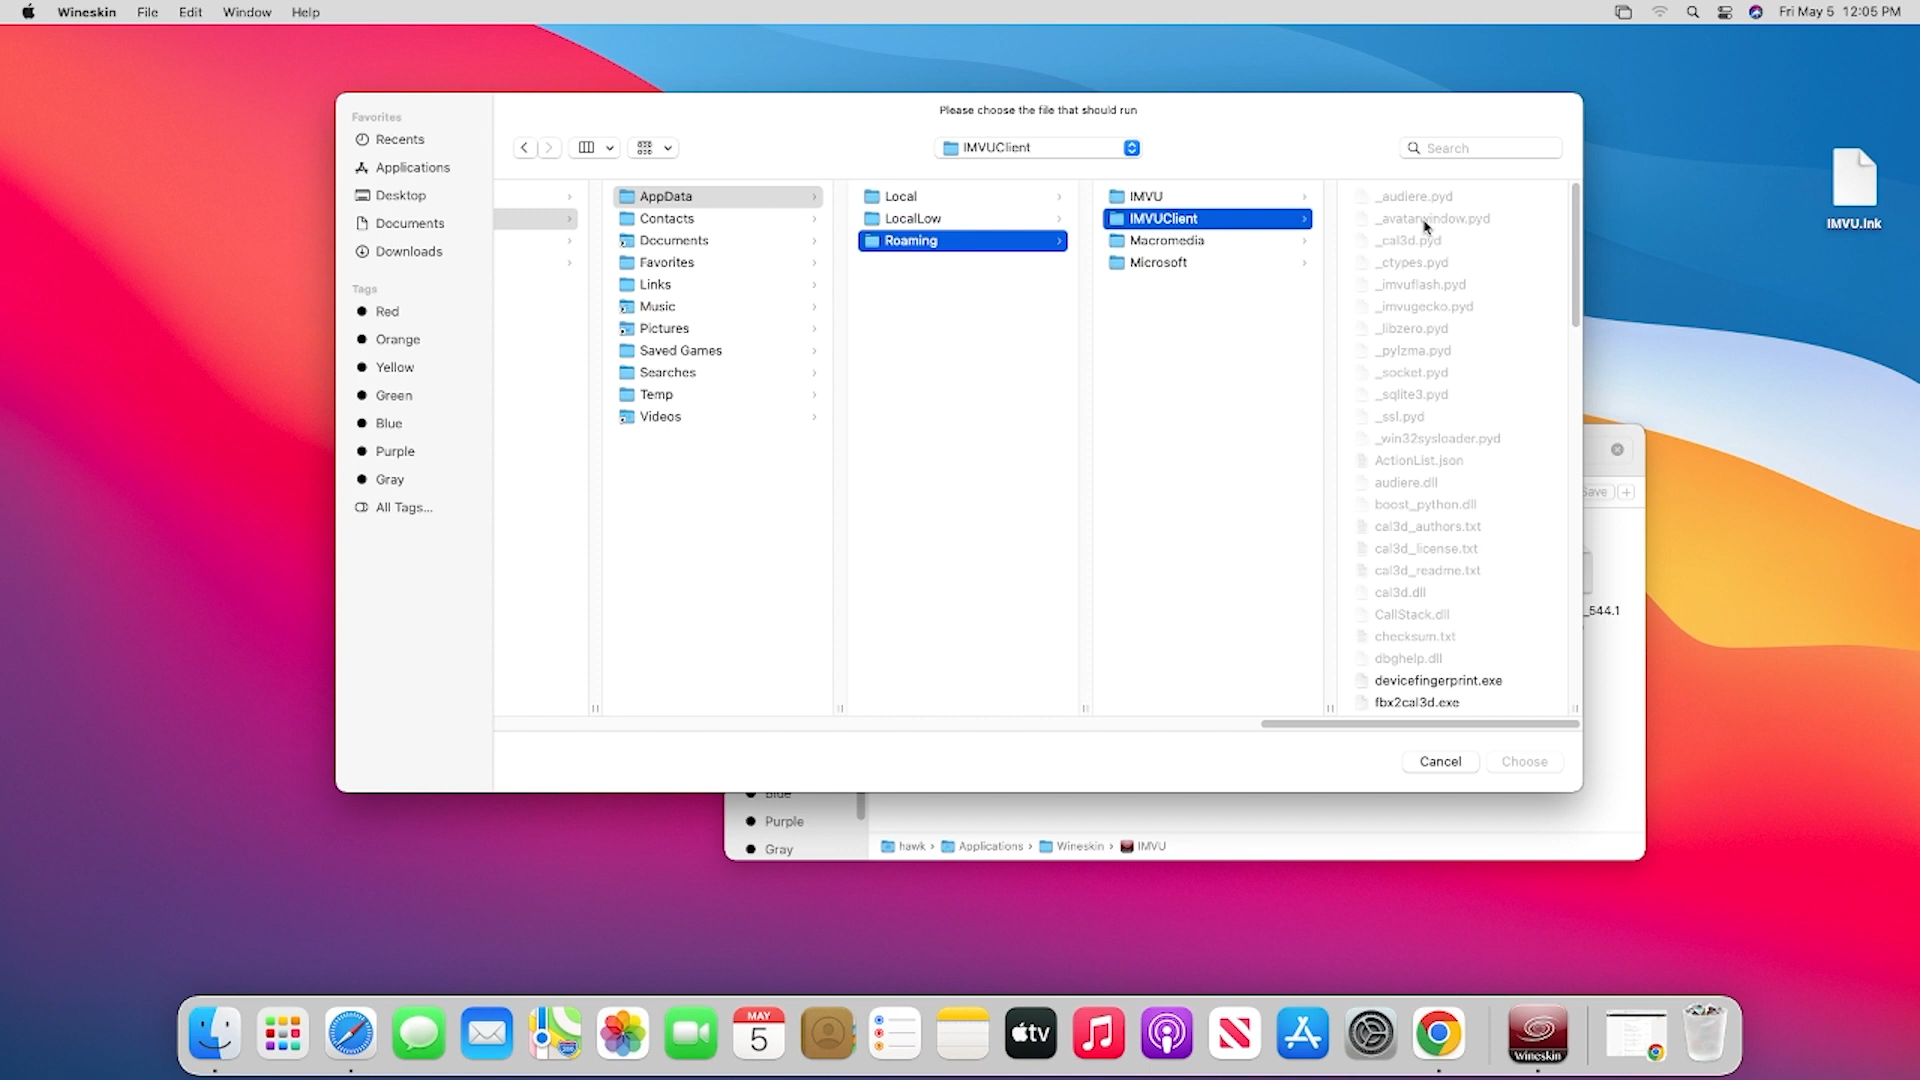 Wineskin File Edit Window Help
Fri May 5 12:05 PM
Please choose the file that should run
IMVUClient
Search
Favorites
Recents
Applications
Desktop
Documents
Downloads
Tags
Red
Orange
Yellow
Green
Blue
Purple
Gray
All Tags...
AppData
Contacts
Documents
Favorites
Links
Music
Pictures
Saved Games
Searches
Temp
Videos
Local
LocalLow
Roaming
IMVU
IMVUClient
Macromedia
Microsoft
_audiere.pyd
_avatarwindow.pyd
_cal3d.pyd
_ctypes.pyd
_imvuflash.pyd
_imvugecko.pyd
_libzero.pyd
_pylzma.pyd
_socket.pyd
_sqlite3.pyd
_ssl.pyd
_win32sysloader.pyd
ActionList.json
audiere.dll
boost_python.dll
cal3d_authors.txt
cal3d_license.txt
cal3d_readme.txt
cal3d.dll
CallStack.dll
checksum.txt
dbghelp.dll
devicefingerprint.exe
fbx2cal3d.exe
Cancel
Choose
IMVU.lnk
Save
_544.1
Blue
Purple
Gray
hawk › Applications › Wineskin › IMVU
MAY
5
tv
Wineskin